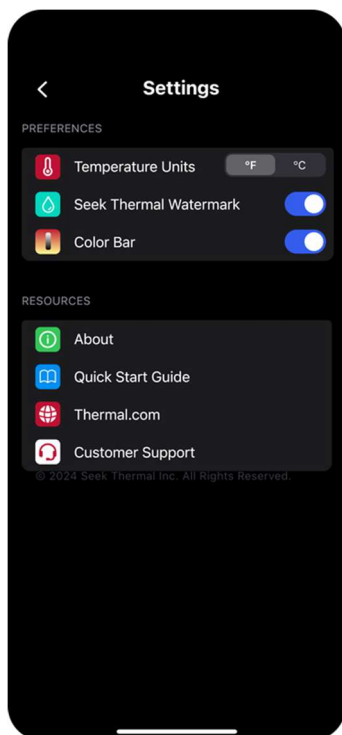 Settings
PREFERENCES
Temperature Units °F °C
Seek Thermal Watermark
Color Bar
RESOURCES
About
Quick Start Guide
Thermal.com
Customer Support
© 2024 Seek Thermal Inc. All Rights Reserved.